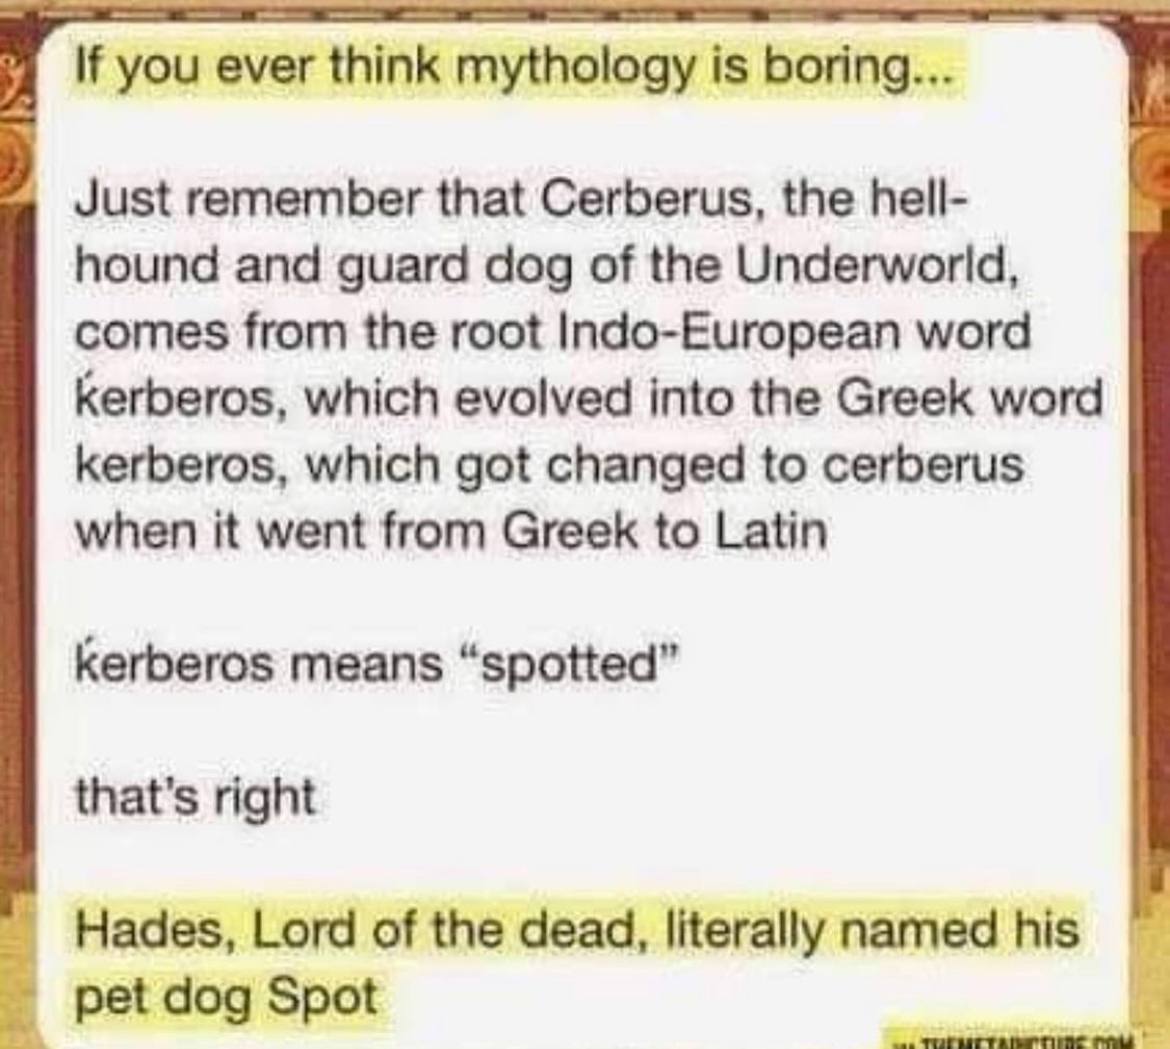 If you ever think mythology is boring...
Just remember that Cerberus, the hell-
hound and guard dog of the Underworld,
comes from the root Indo-European word
ḱerberos, which evolved into the Greek word
kerberos, which got changed to cerberus
when it went from Greek to Latin
ḱerberos means “spotted”
that’s right
Hades, Lord of the dead, literally named his
pet dog Spot
THEMETAPICTURE.COM